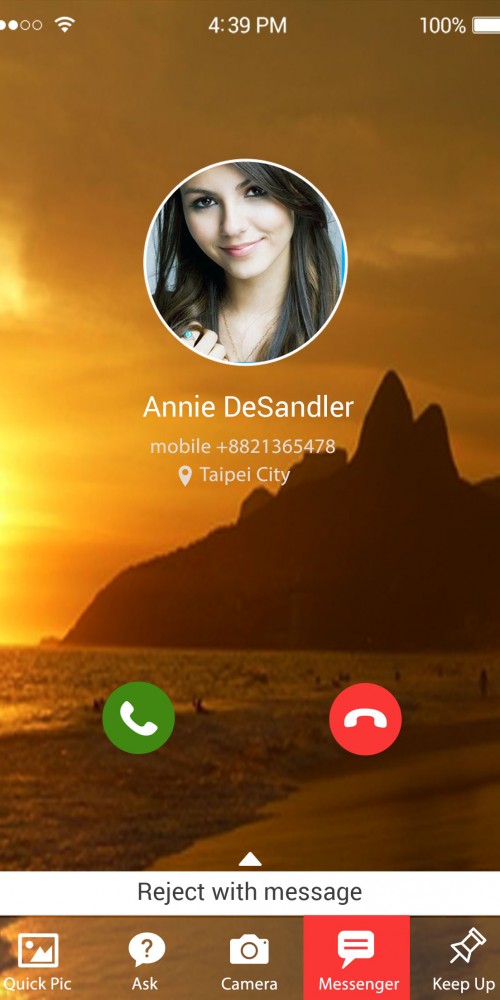 4:39 PM
100%
Annie DeSandler
mobile +8821365478
Taipei City
Reject with message
Quick Pic
Ask
Camera
Messenger
Keep Up